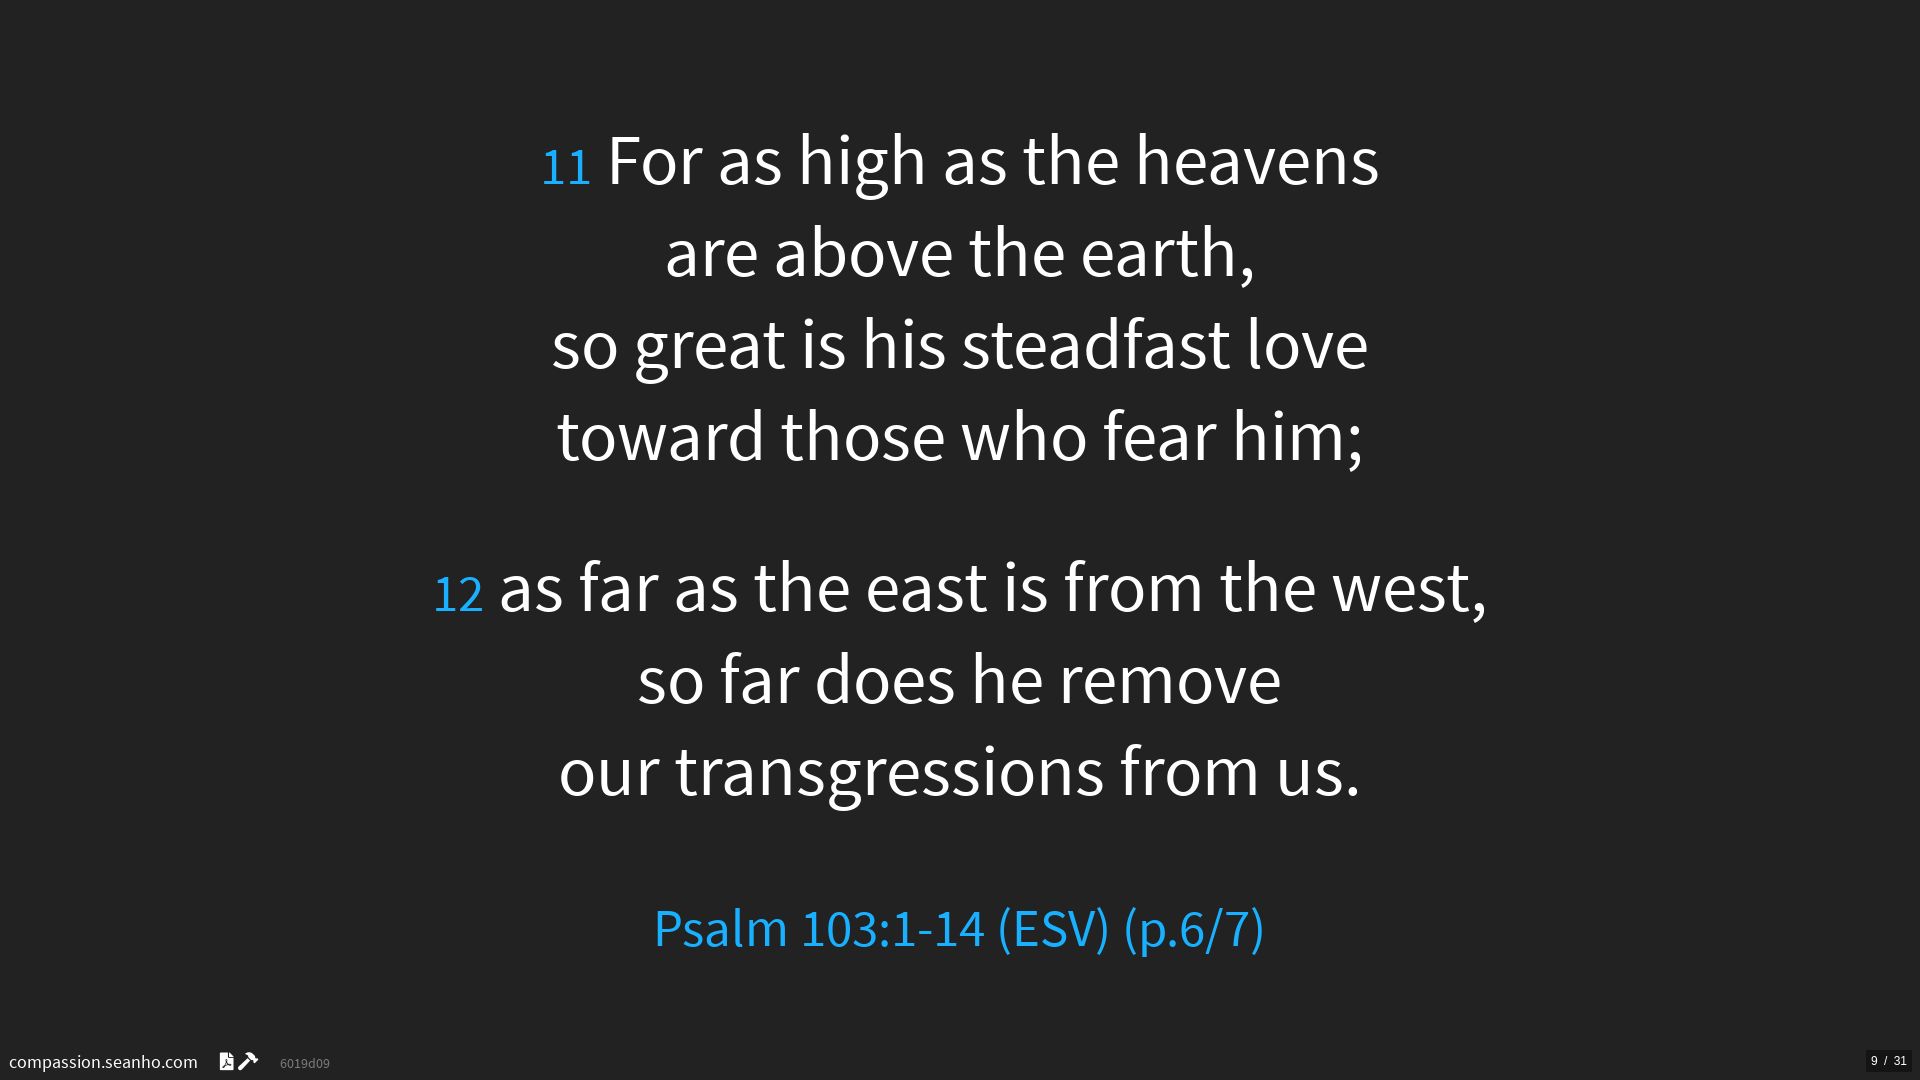 11 For as high as the heavens
are above the earth,
so great is his steadfast love
toward those who fear him;
12 as far as the east is from the west,
so far does he remove
our transgressions from us.
Psalm 103:1-14 (ESV) (p.6/7)
compassion.seanho.com 6019d09
9 / 31